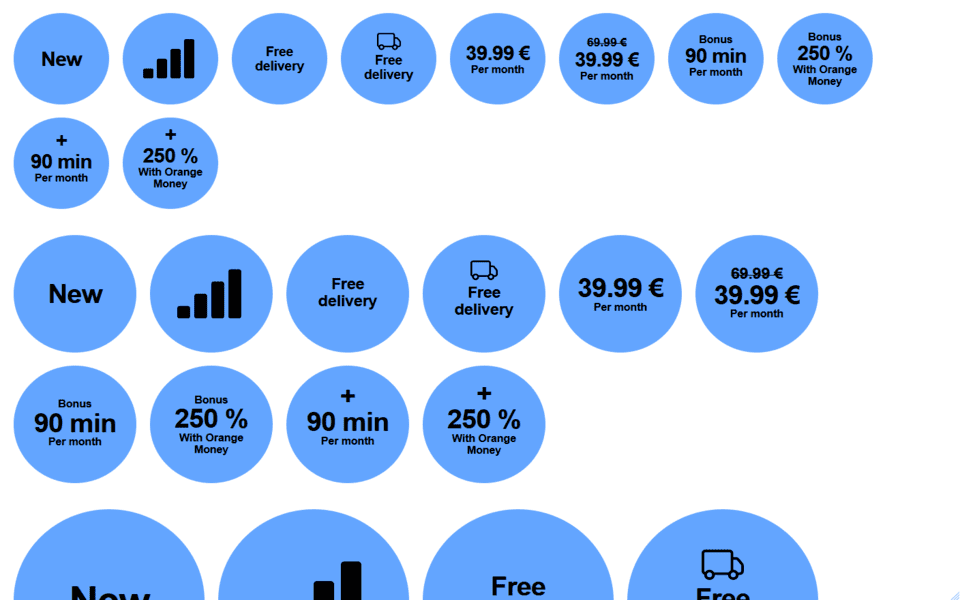 New
Free
delivery
Free
delivery
39.99 €
Per month
69.99 €
39.99 €
Per month
Bonus
90 min
Per month
Bonus
250 %
With Orange
Money
+
90 min
Per month
+
250 %
With Orange
Money
New
Free
delivery
Free
delivery
39.99 €
Per month
69.99 €
39.99 €
Per month
Bonus
90 min
Per month
Bonus
250 %
With Orange
Money
+
90 min
Per month
+
250 %
With Orange
Money
New
Free
Free